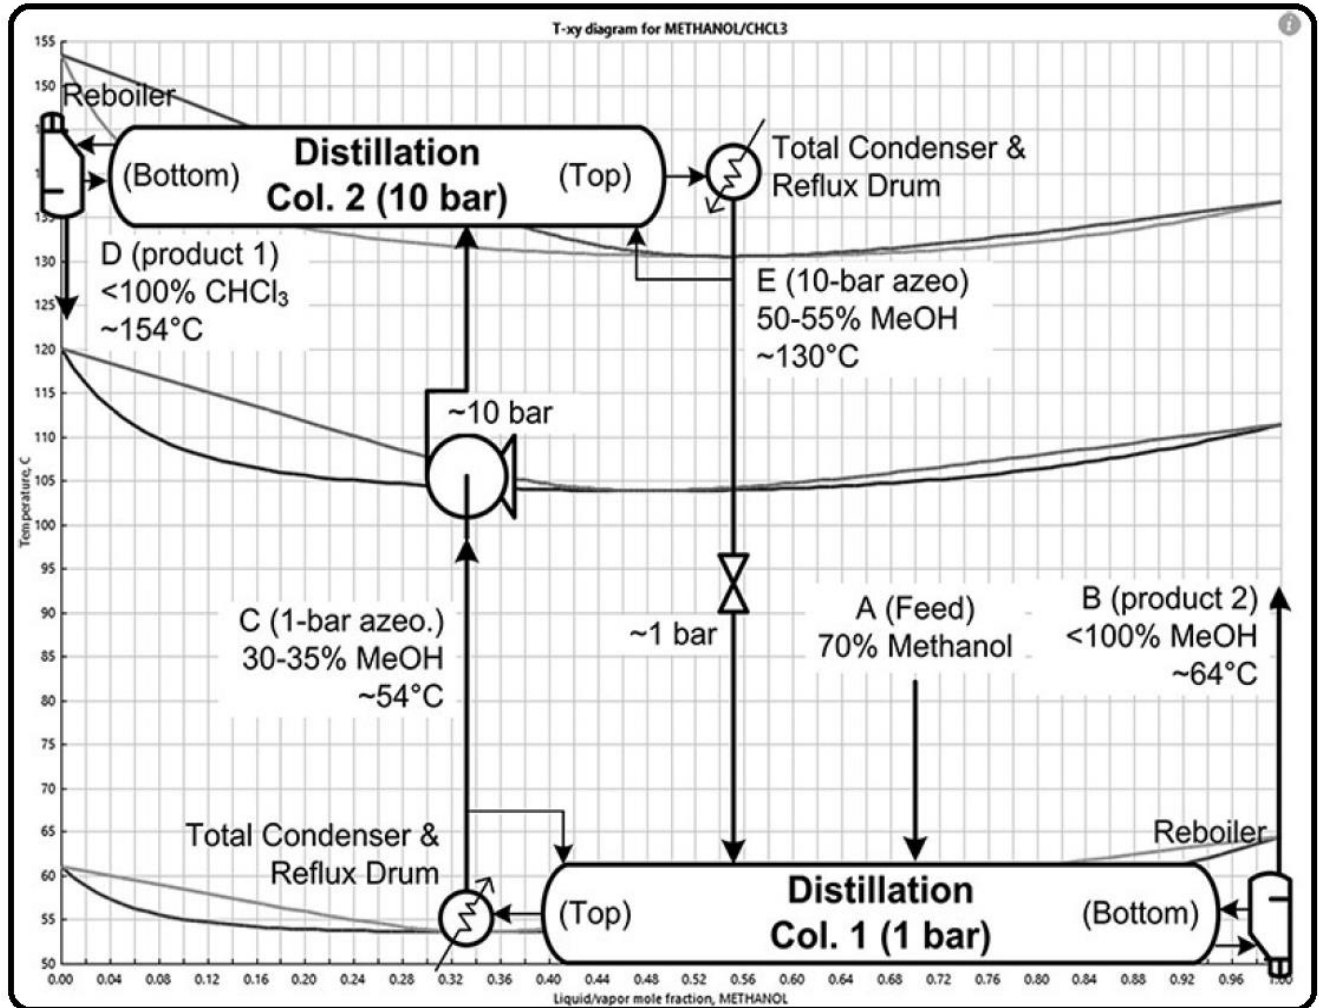 T-xy diagram for METHANOL/CHCL3
155
150
Reboiler
Distillation
Col. 2 (10 bar)
(Bottom)
(Top)
Total Condenser &
Reflux Drum
D (product 1)
<100% CHCl₃
~154°C
E (10-bar azeo)
50-55% MeOH
~130°C
130
125
120
115
110
105
100
95
90
85
80
75
70
65
60
55
50
Temperature, C
~10 bar
C (1-bar azeo.)
30-35% MeOH
~54°C
~1 bar
A (Feed)
70% Methanol
B (product 2)
<100% MeOH
~64°C
Total Condenser &
Reflux Drum
Reboiler
(Top)
Distillation
Col. 1 (1 bar)
(Bottom)
0.00 0.04 0.08 0.12 0.16 0.20 0.24 0.28 0.32 0.36 0.40 0.44 0.48 0.52 0.56 0.60 0.64 0.68 0.72 0.76 0.80 0.84 0.88 0.92 0.96 1.00
Liquid/vapor mole fraction, METHANOL